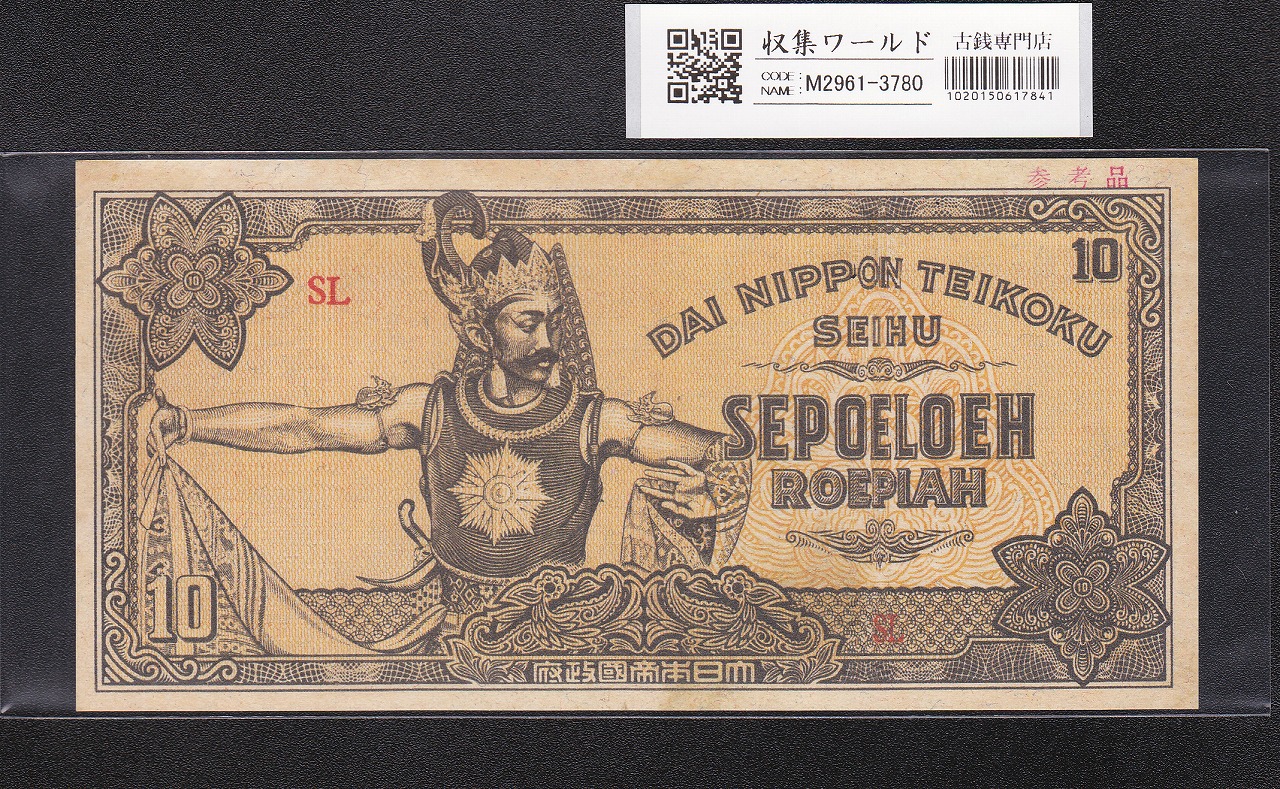 収集ワールド 古銭専門店
CODE:
NAME: M2961-3780
1020150617841
参考品
10
SL
DAI NIPPON TEIKOKU
SEIHU
SEPOELOEH
ROEPIAH
10
SL
府政國帝本日大